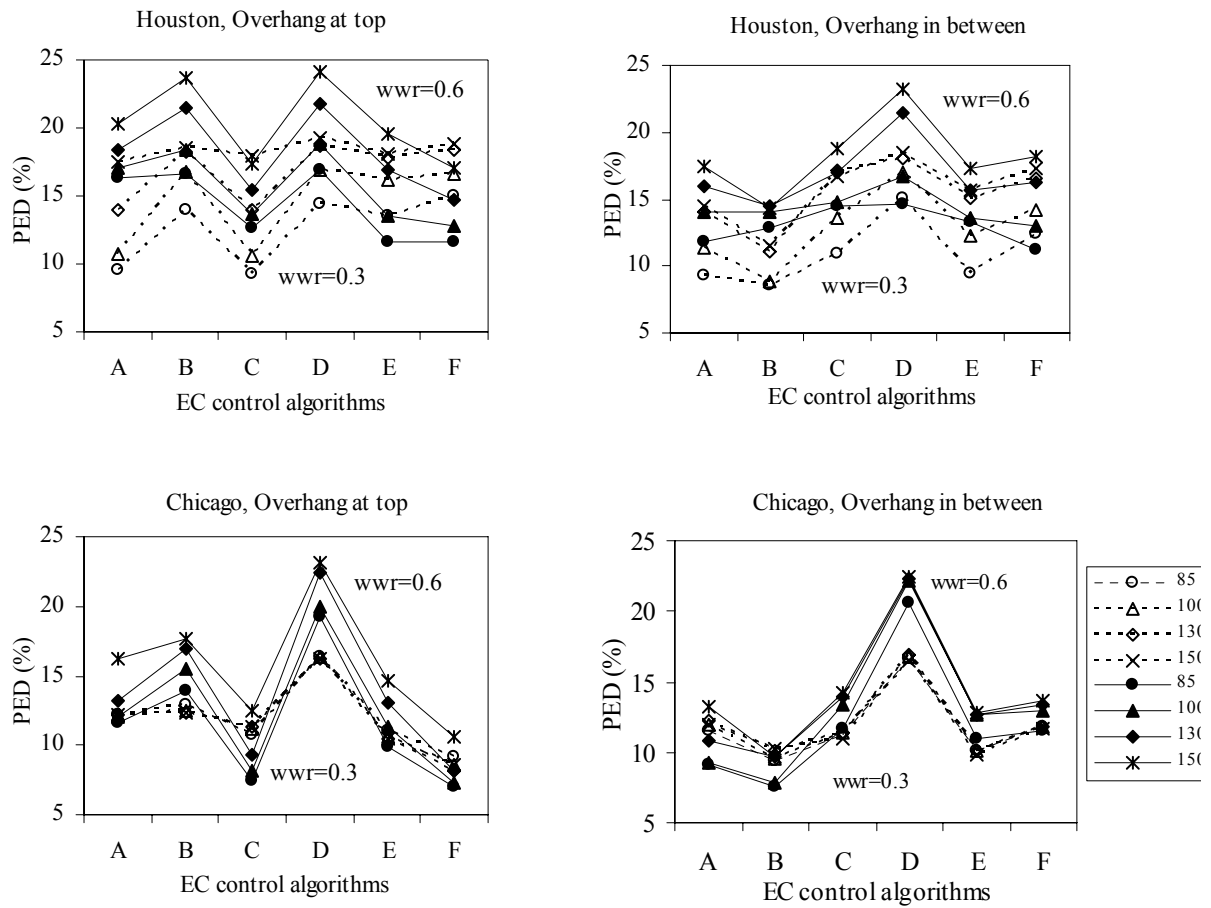 Houston, Overhang at top
25
20
15
10
5
PED (%)
wwr=0.6
wwr=0.3
A B C D E F
EC control algorithms
Houston, Overhang in between
25
20
15
10
5
PED (%)
wwr=0.6
wwr=0.3
A B C D E F
EC control algorithms
Chicago, Overhang at top
25
20
15
10
5
PED (%)
wwr=0.6
wwr=0.3
A B C D E F
EC control algorithms
Chicago, Overhang in between
25
20
15
10
5
PED (%)
wwr=0.6
wwr=0.3
A B C D E F
EC control algorithms
85
100
130
150
85
100
130
150